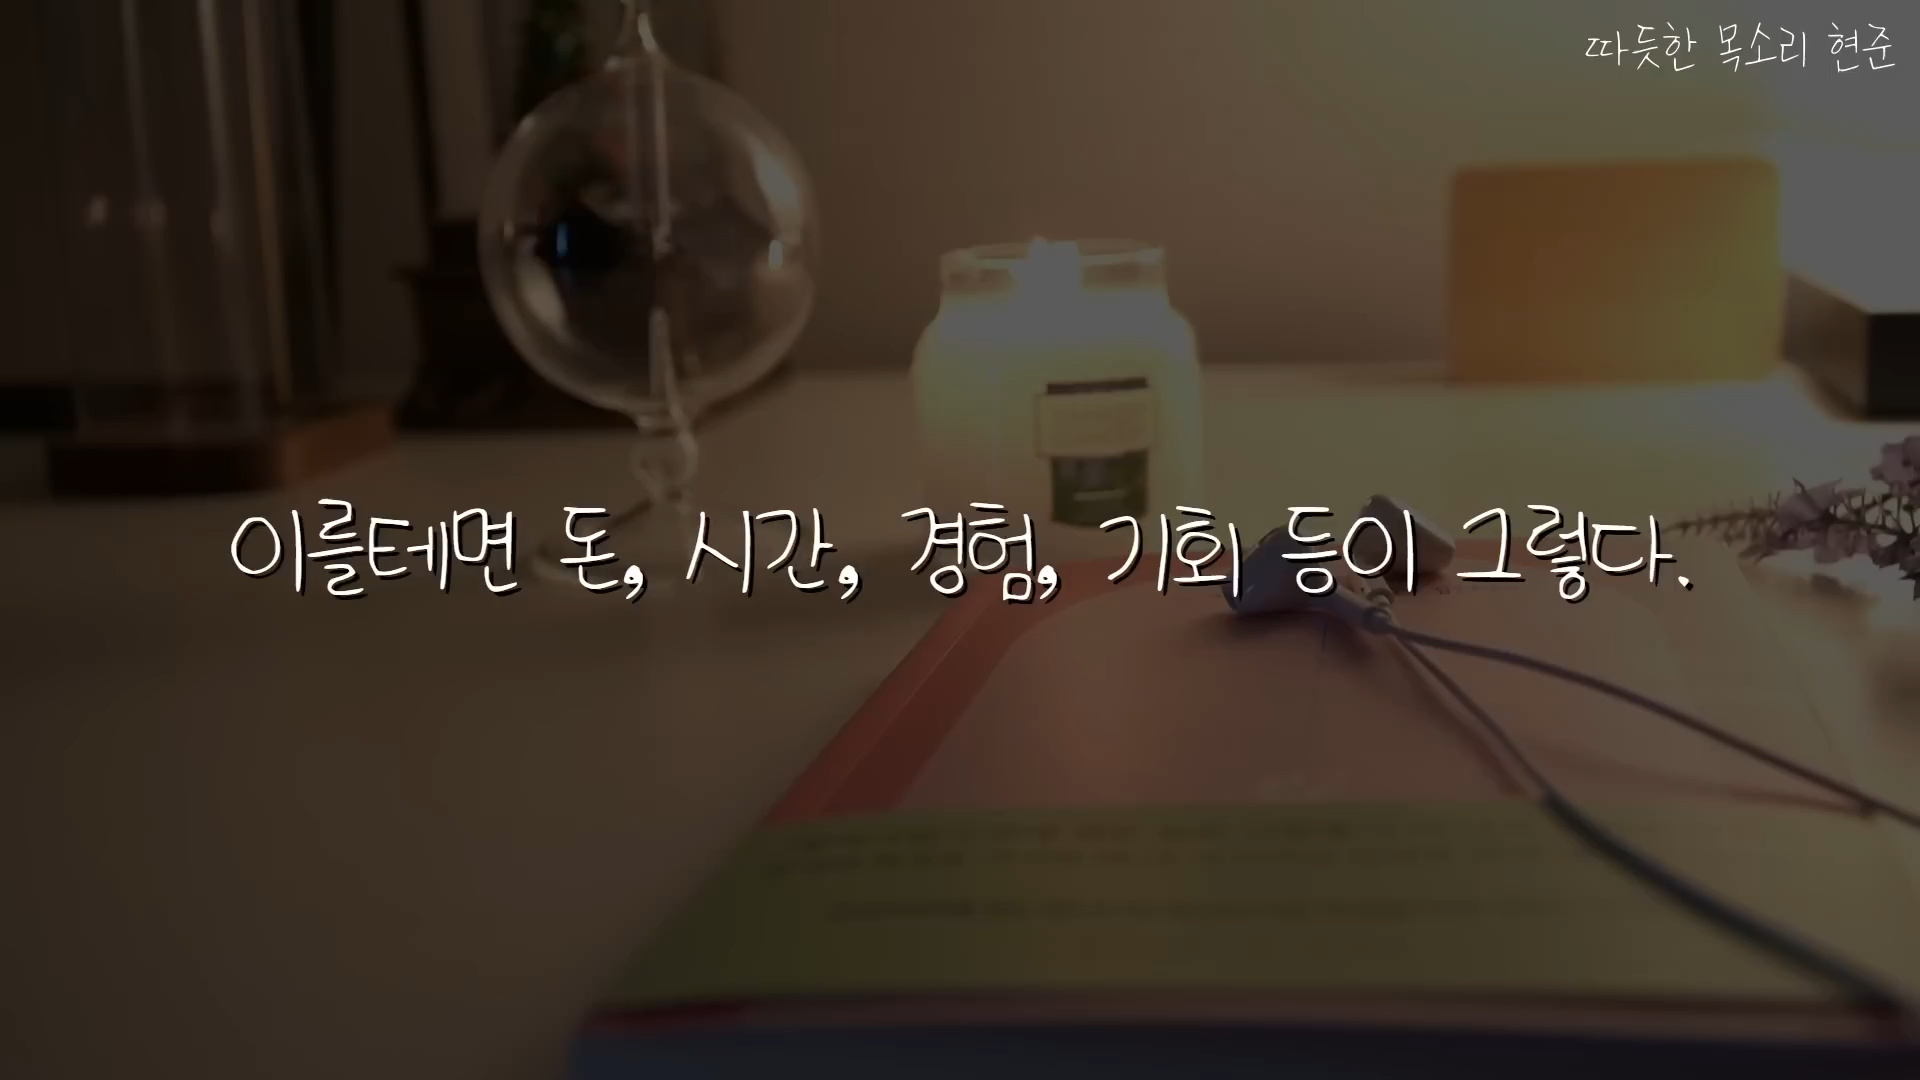 따듯한 목소리 현준
이를테면 돈, 시간, 경험, 기회 등이 그렇다.